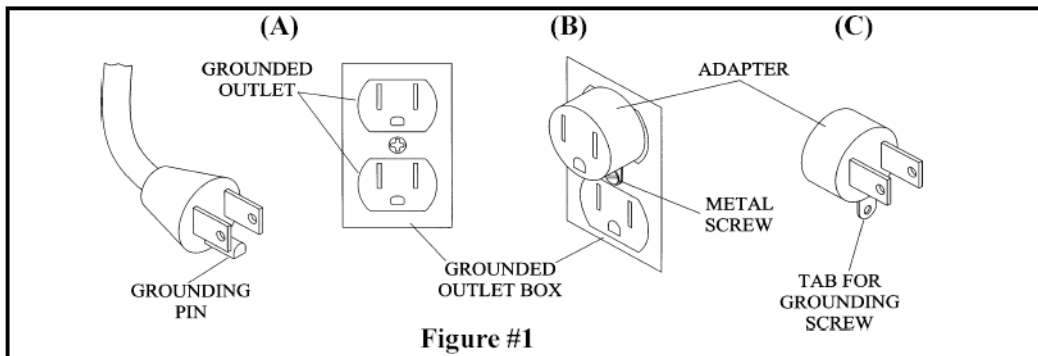 (A)
(B)
(C)
GROUNDED
OUTLET
ADAPTER
METAL
SCREW
GROUNDING
PIN
GROUNDED
OUTLET BOX
TAB FOR
GROUNDING
SCREW
Figure #1